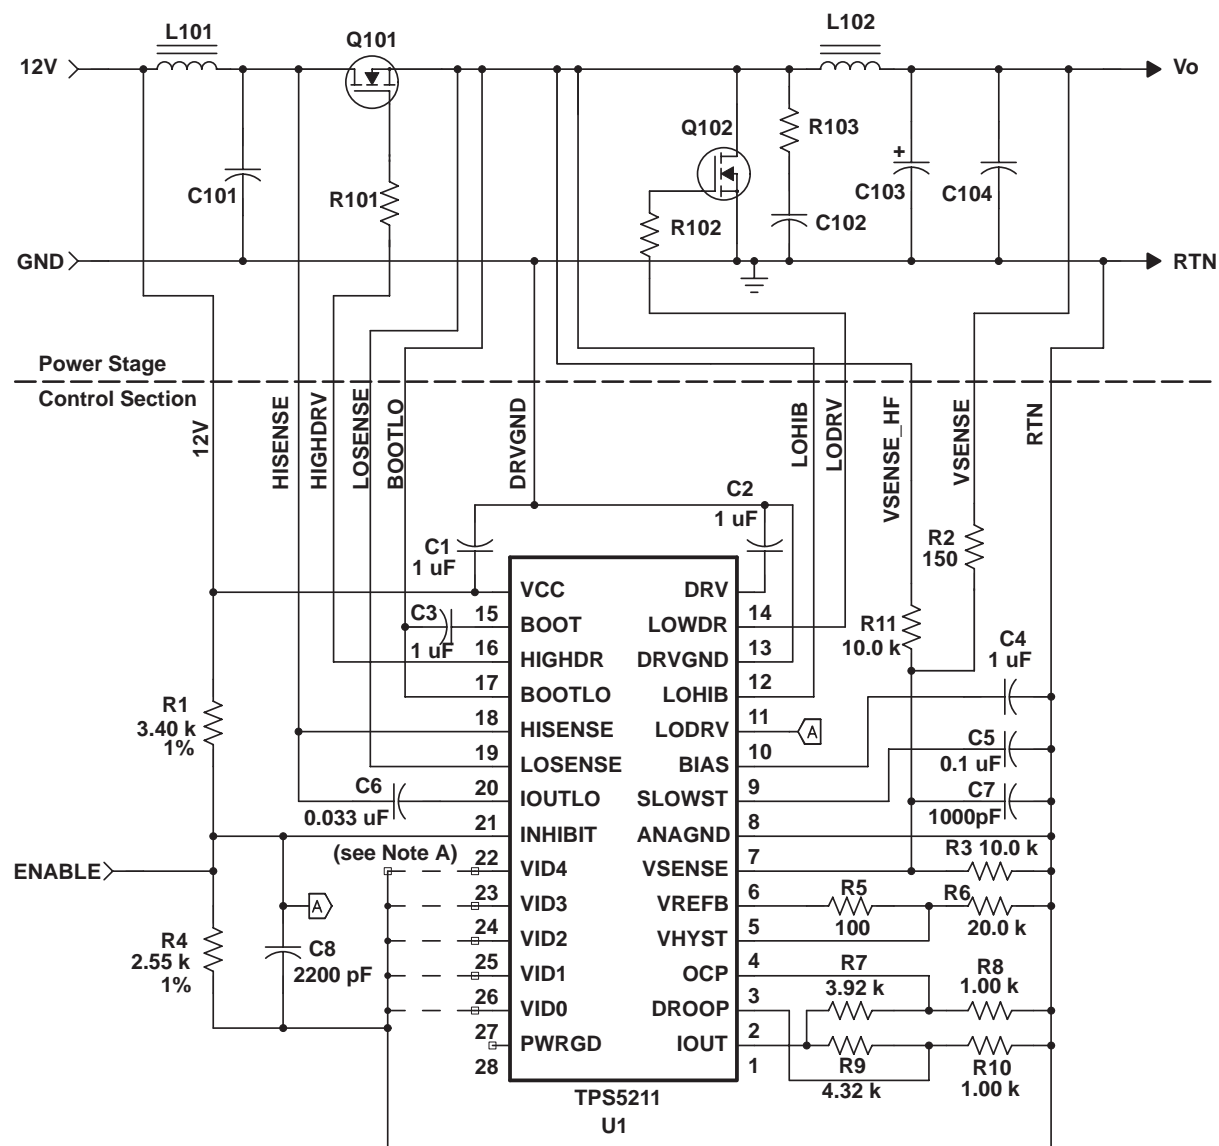 L101
Q101
L102
12V
Vo
Q102
R103
C101
R101
C103
+
C104
R102
C102
GND
RTN
Power Stage
Control Section
12V
HISENSE
HIGHDRV
LOSENSE
BOOTLO
DRVGND
LOHIB
LODRV
VSENSE_HF
VSENSE
RTN
C2
1 uF
R2
150
C1
1 uF
VCC
DRV
C3
1 uF
15
BOOT
LOWDR
14
R11
10.0 k
C4
1 uF
16
HIGHDR
DRVGND
13
17
BOOTLO
LOHIB
12
R1
3.40 k
1%
18
HISENSE
LODRV
11
A
19
LOSENSE
BIAS
10
C5
0.1 uF
C6
0.033 uF
20
IOUTLO
SLOWST
9
C7
1000pF
21
INHIBIT
ANAGND
8
(see Note A)
22
VID4
VSENSE
7
R3 10.0 k
ENABLE
A
23
VID3
VREFB
6
R5
100
R6
20.0 k
R4
2.55 k
1%
C8
2200 pF
24
VID2
VHYST
5
25
VID1
OCP
4
R7
3.92 k
R8
1.00 k
26
VID0
DROOP
3
27
PWRGD
IOUT
2
28
1
R9
4.32 k
R10
1.00 k
TPS5211
U1